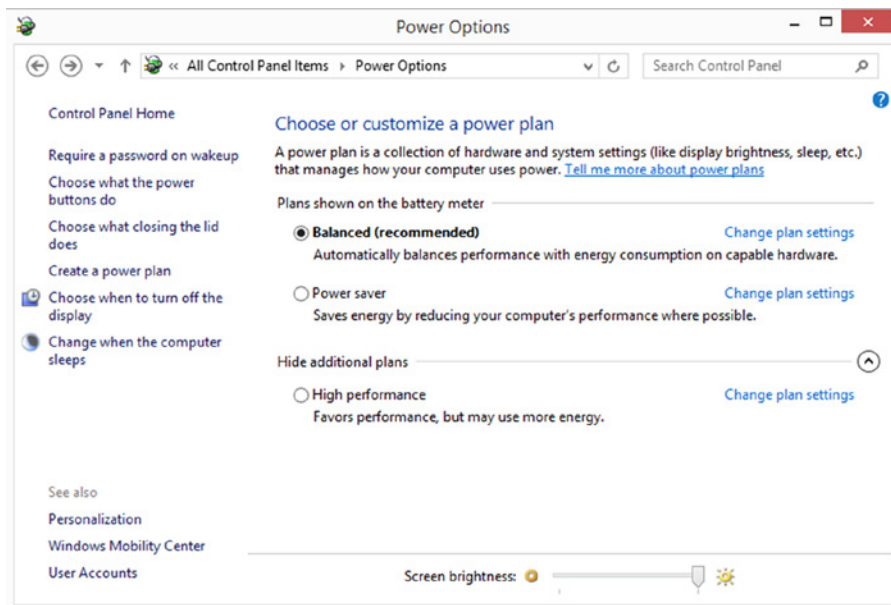 Power Options
« All Control Panel Items › Power Options
Search Control Panel
Control Panel Home
Require a password on wakeup
Choose what the power
buttons do
Choose what closing the lid
does
Create a power plan
Choose when to turn off the
display
Change when the computer
sleeps
See also
Personalization
Windows Mobility Center
User Accounts
Choose or customize a power plan
A power plan is a collection of hardware and system settings (like display brightness, sleep, etc.)
that manages how your computer uses power. Tell me more about power plans
Plans shown on the battery meter
Balanced (recommended) Change plan settings
Automatically balances performance with energy consumption on capable hardware.
Power saver Change plan settings
Saves energy by reducing your computer's performance where possible.
Hide additional plans
High performance Change plan settings
Favors performance, but may use more energy.
Screen brightness: